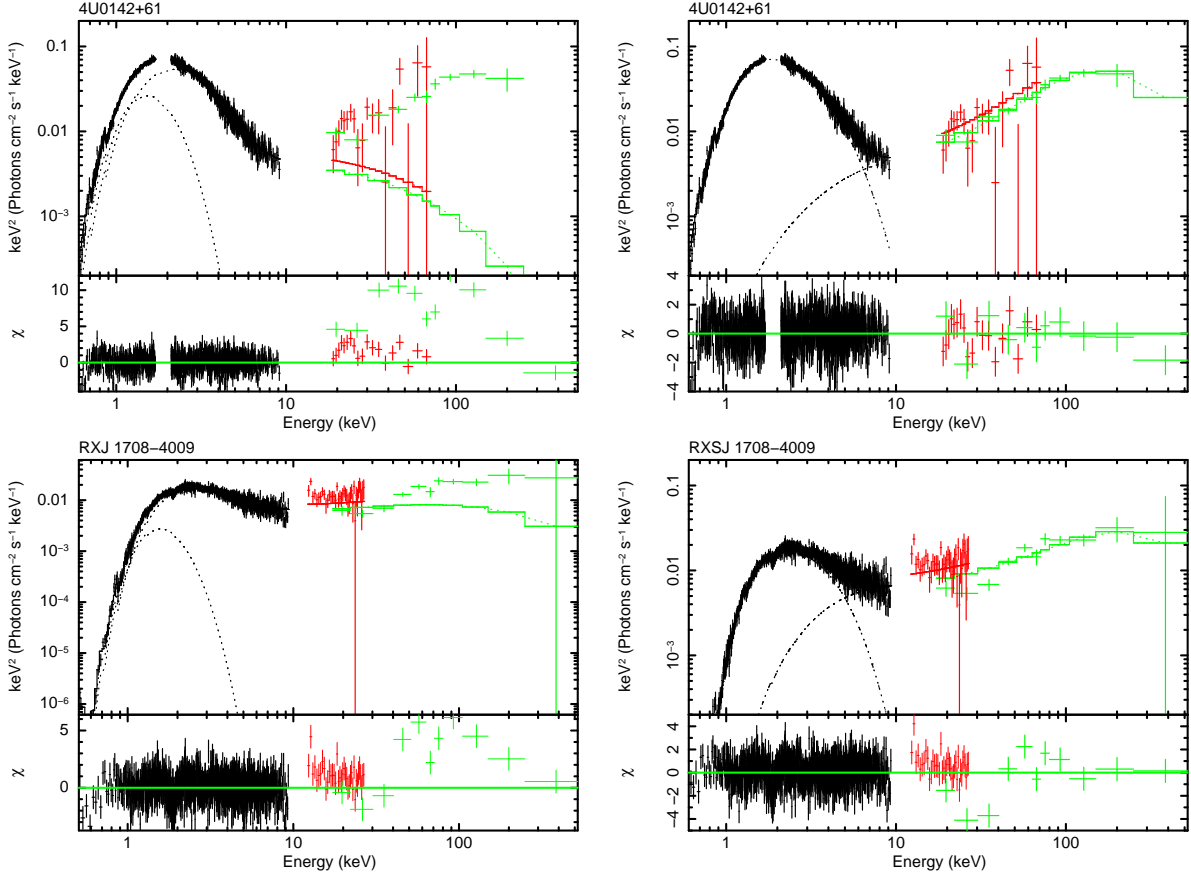 4U0142+61
keV² (Photons cm⁻² s⁻¹ keV⁻¹)
0.1
0.01
10⁻³
χ
10
5
0
1 10 100
Energy (keV)
4U0142+61
keV² (Photons cm⁻² s⁻¹ keV⁻¹)
0.1
0.01
10⁻³
χ
4
2
0
−2
−4
1 10 100
Energy (keV)
RXJ 1708−4009
keV² (Photons cm⁻² s⁻¹ keV⁻¹)
0.01
10⁻³
10⁻⁴
10⁻⁵
10⁻⁶
χ
5
0
1 10 100
Energy (keV)
RXSJ 1708−4009
keV² (Photons cm⁻² s⁻¹ keV⁻¹)
0.1
0.01
10⁻³
χ
4
2
0
−2
−4
1 10 100
Energy (keV)